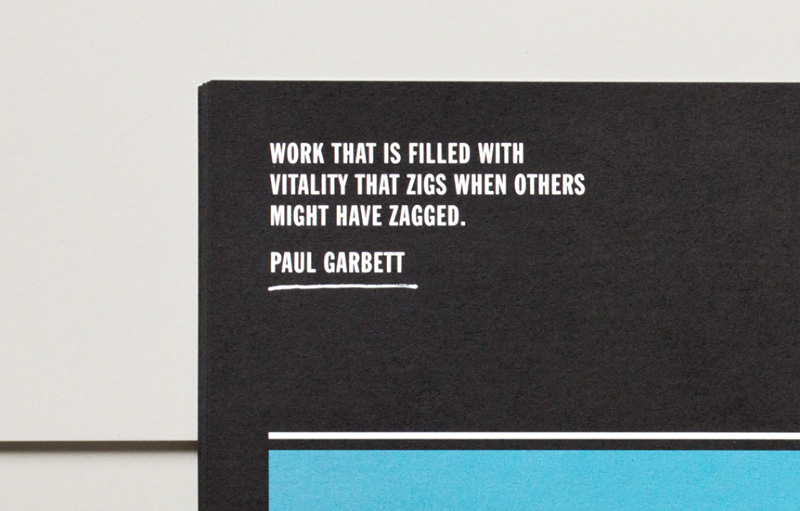 WORK THAT IS FILLED WITH
VITALITY THAT ZIGS WHEN OTHERS
MIGHT HAVE ZAGGED.
PAUL GARBETT